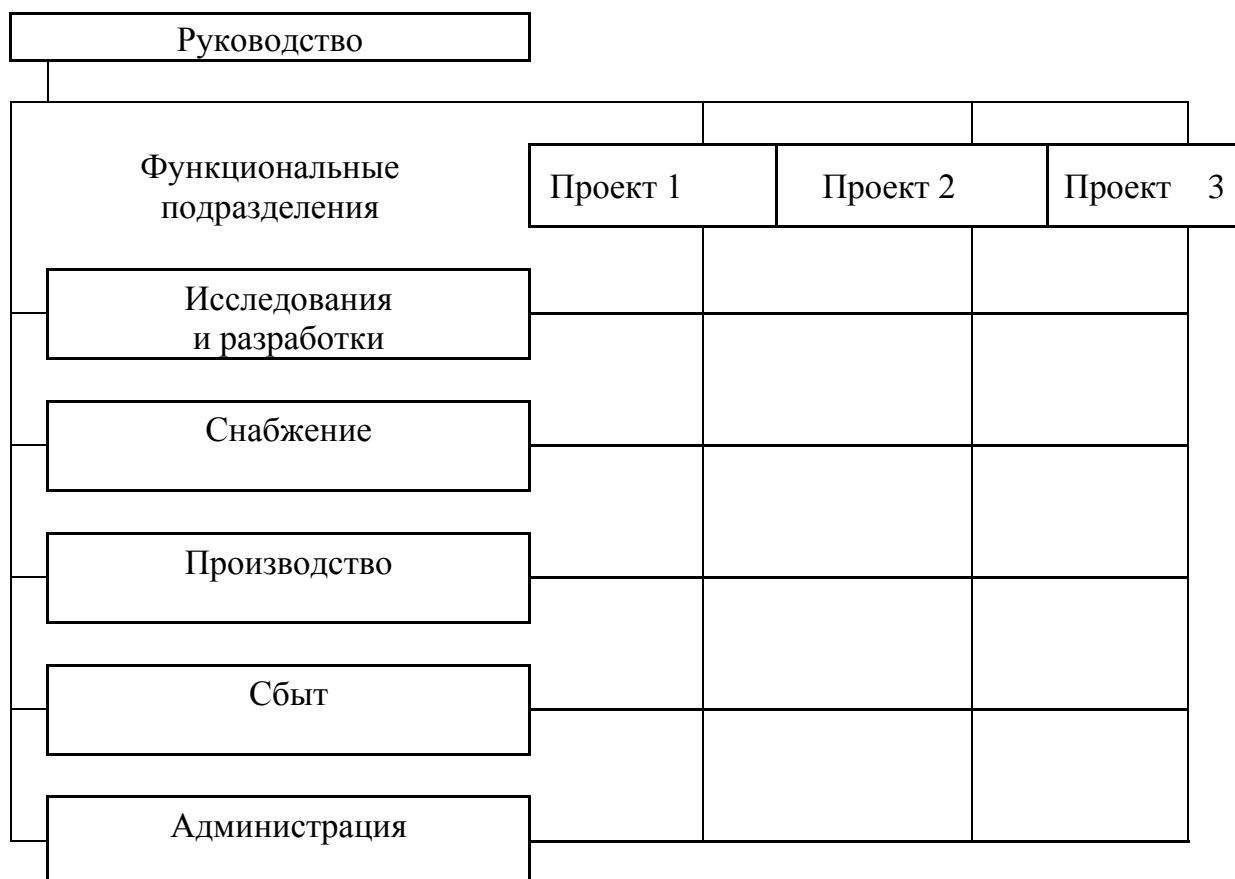 Руководство
Функциональные
подразделения
Проект 1
Проект 2
Проект 3
Исследования
и разработки
Снабжение
Производство
Сбыт
Администрация